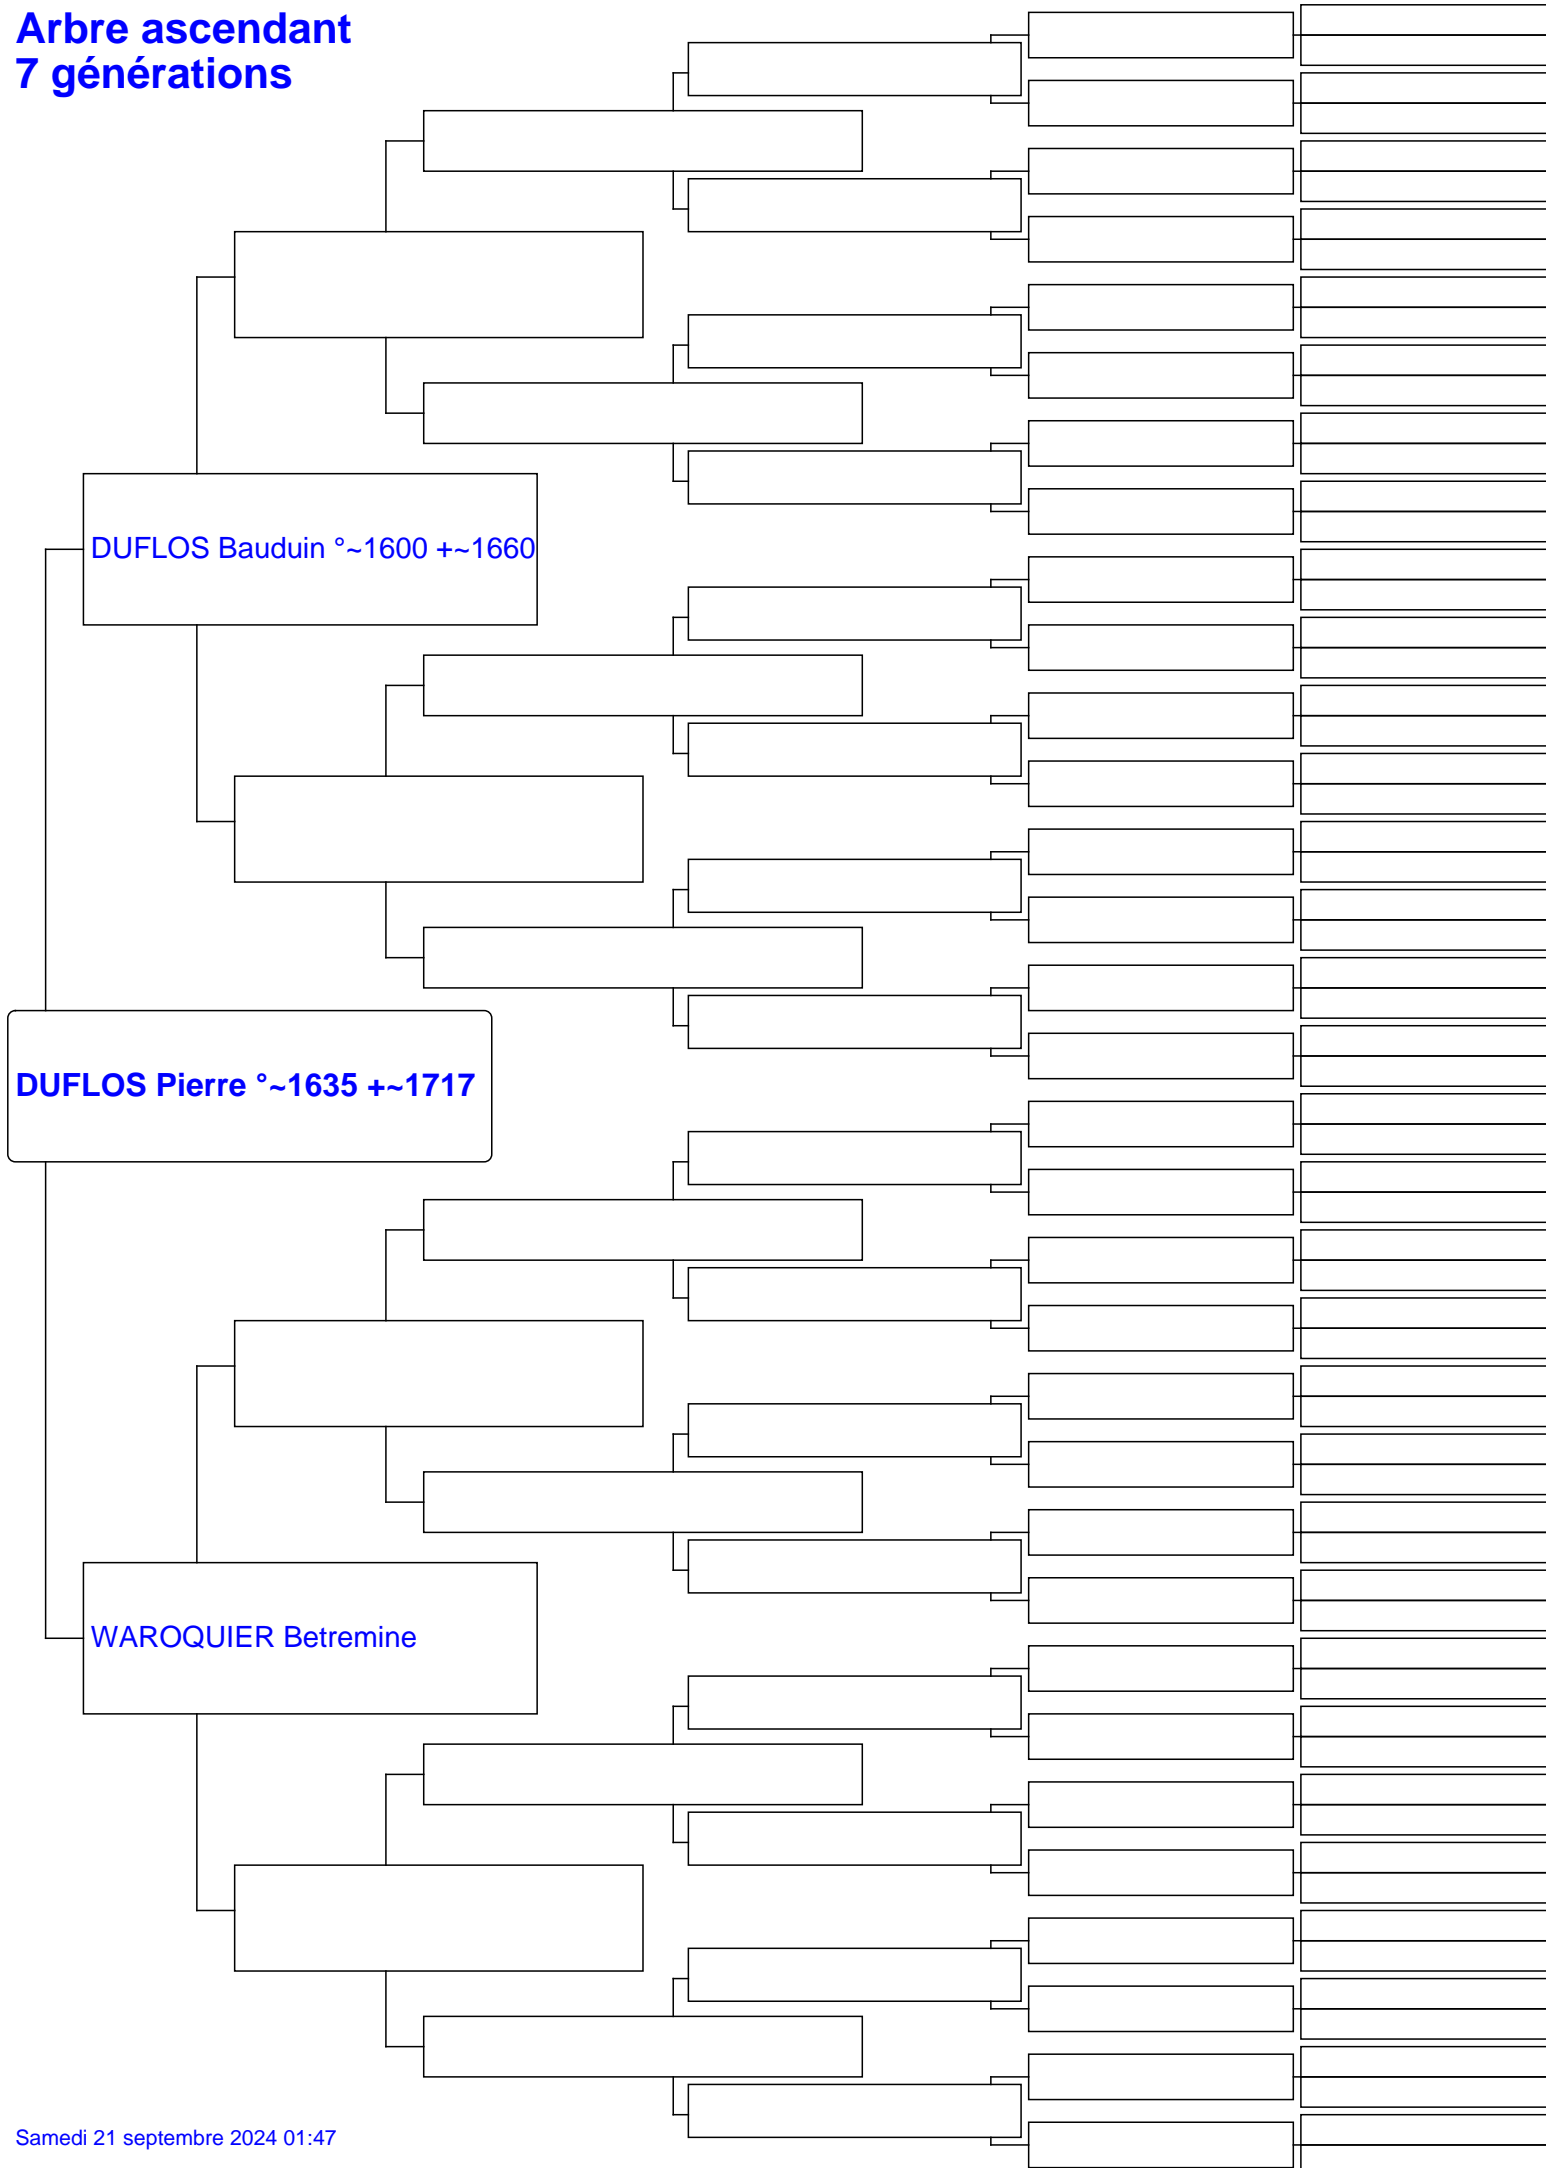 Arbre ascendant
7 générations
DUFLOS Bauduin °~1600 +~1660
DUFLOS Pierre °~1635 +~1717
WAROQUIER Betremine
Samedi 21 septembre 2024 01:47